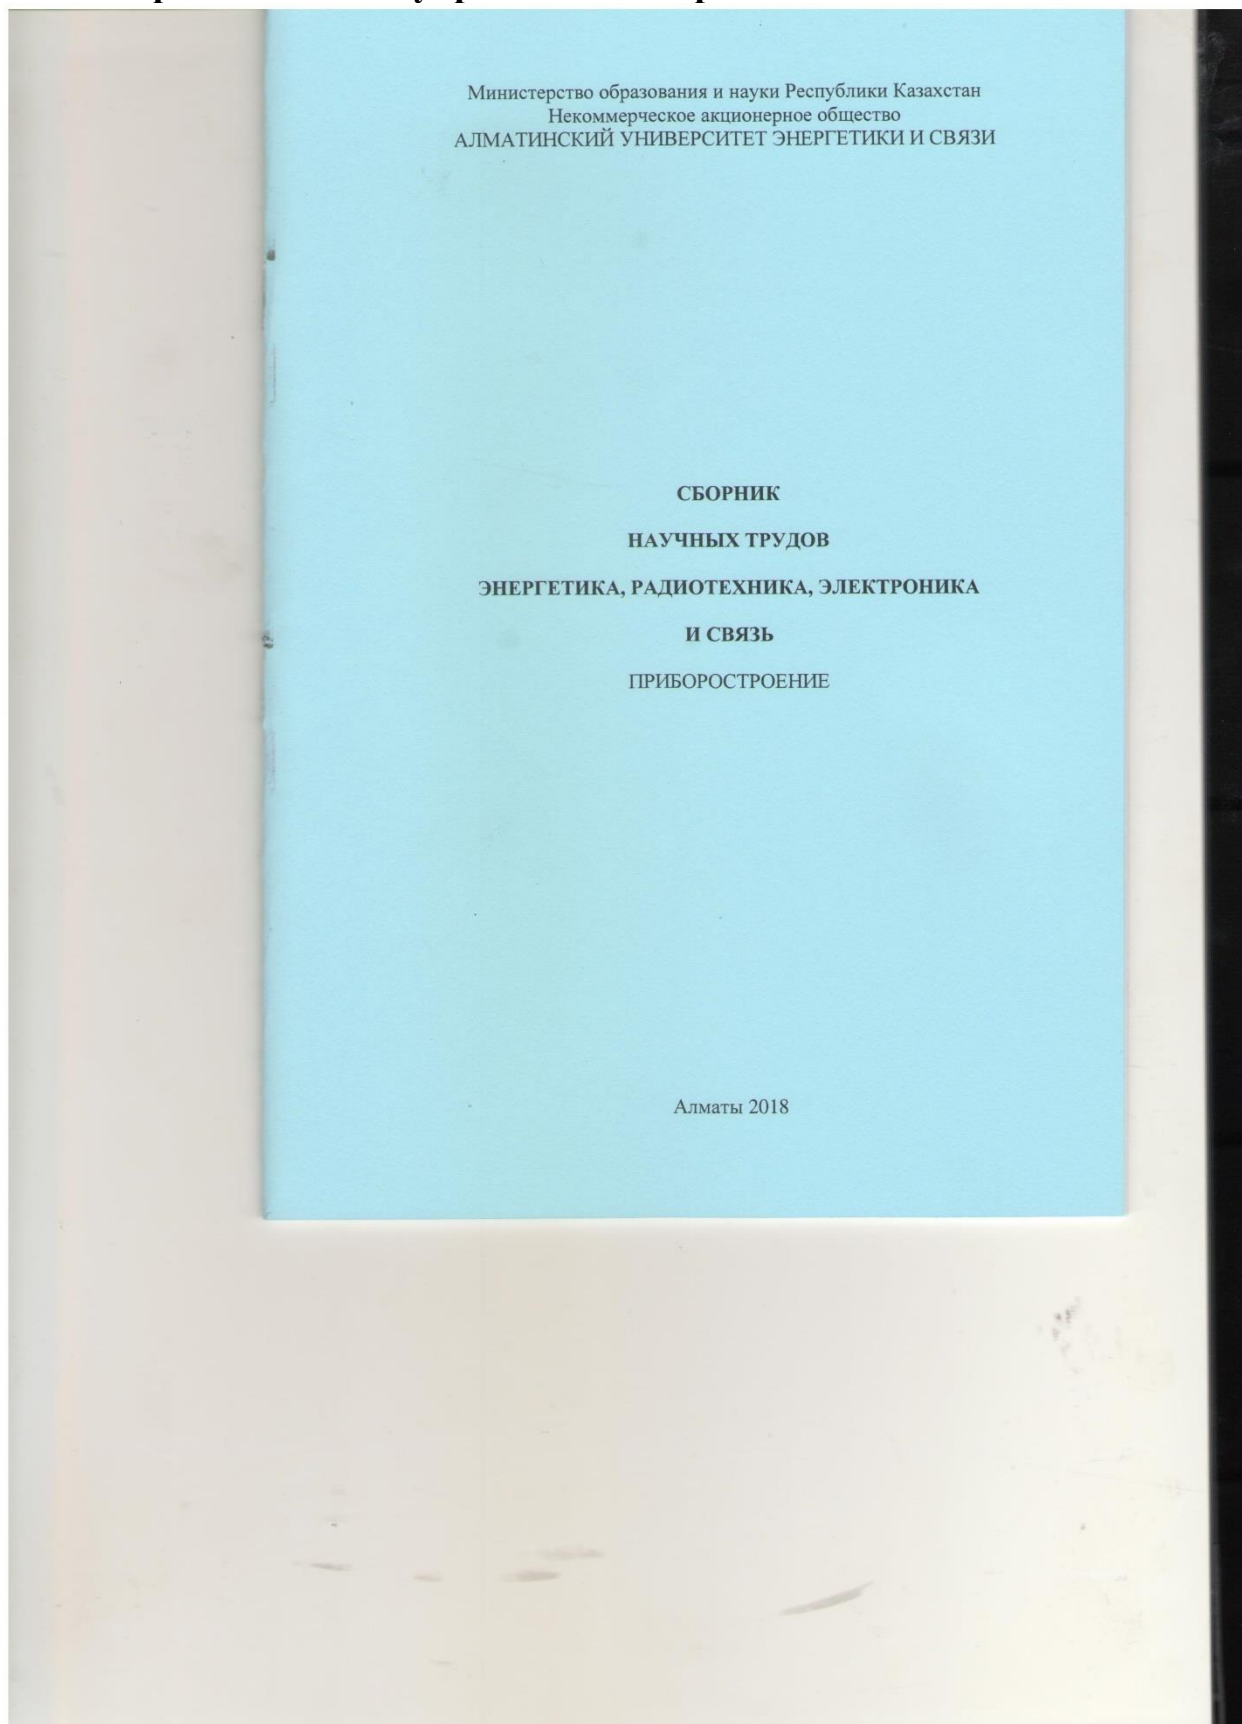 Министерство образования и науки Республики Казахстан
Некоммерческое акционерное общество
АЛМАТИНСКИЙ УНИВЕРСИТЕТ ЭНЕРГЕТИКИ И СВЯЗИ
СБОРНИК
НАУЧНЫХ ТРУДОВ
ЭНЕРГЕТИКА, РАДИОТЕХНИКА, ЭЛЕКТРОНИКА
И СВЯЗЬ
ПРИБОРОСТРОЕНИЕ
Алматы 2018